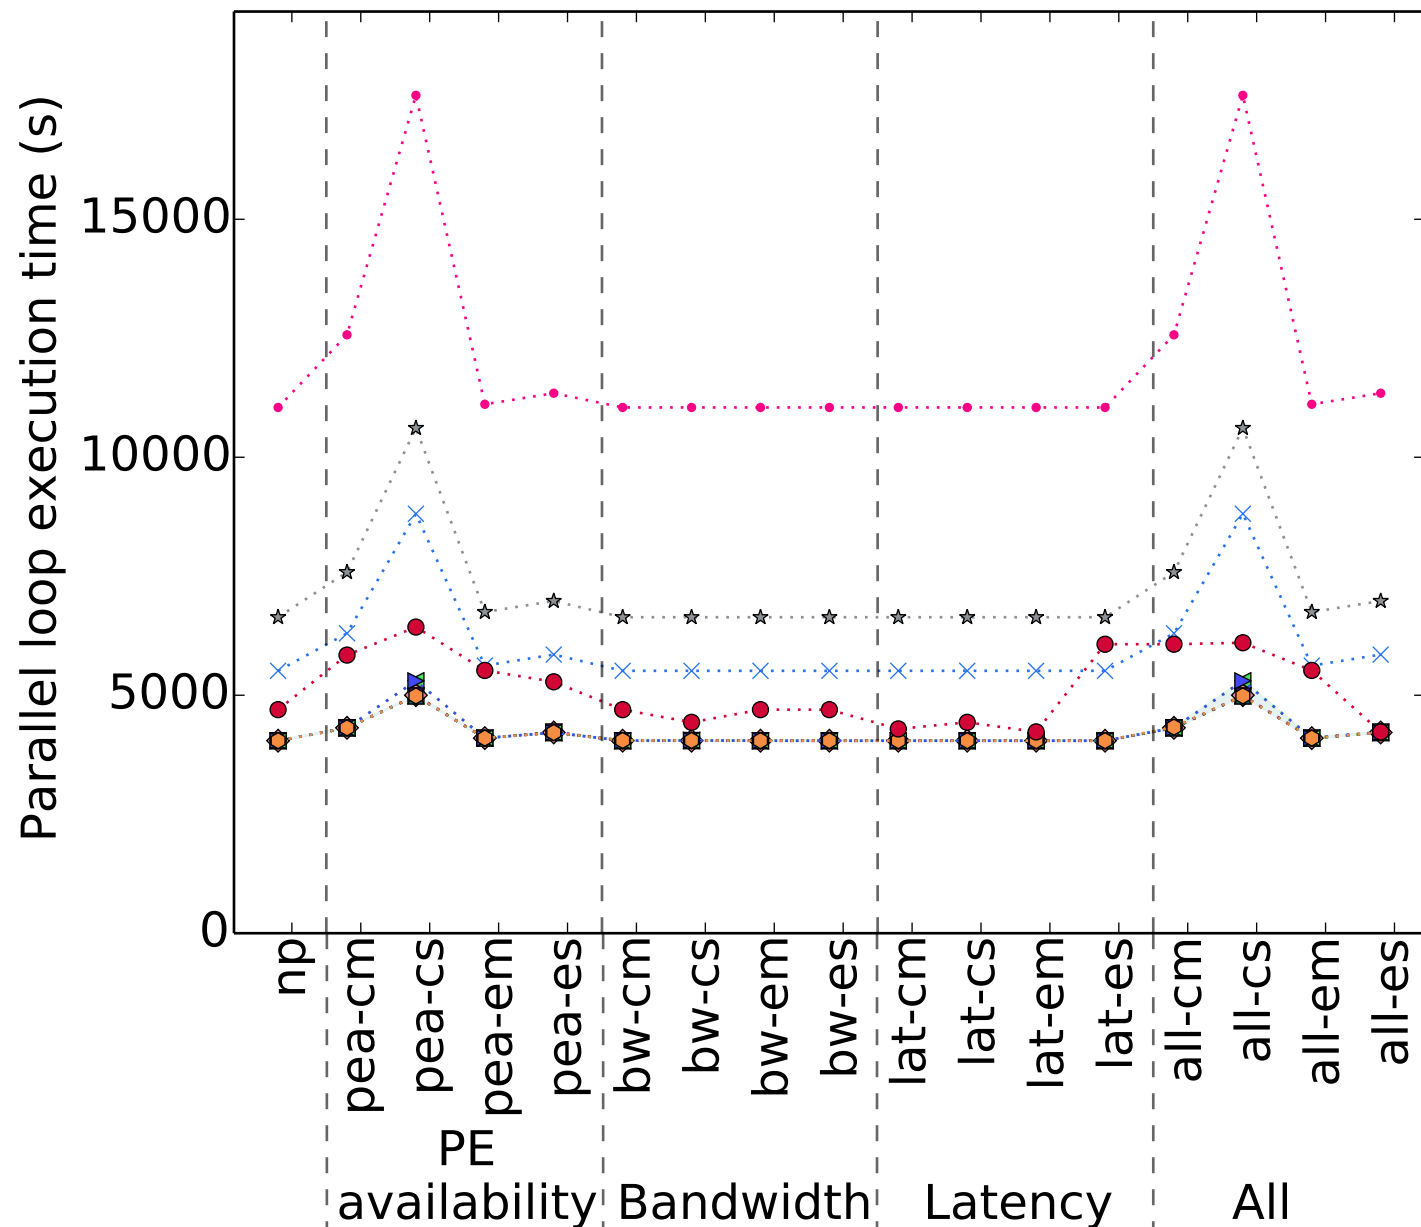 Parallel loop execution time (s)
15000
10000
5000
0
np
pea-cm
pea-cs
pea-em
pea-es
bw-cm
bw-cs
bw-em
bw-es
lat-cm
lat-cs
lat-em
lat-es
all-cm
all-cs
all-em
all-es
PE
availability
Bandwidth
Latency
All